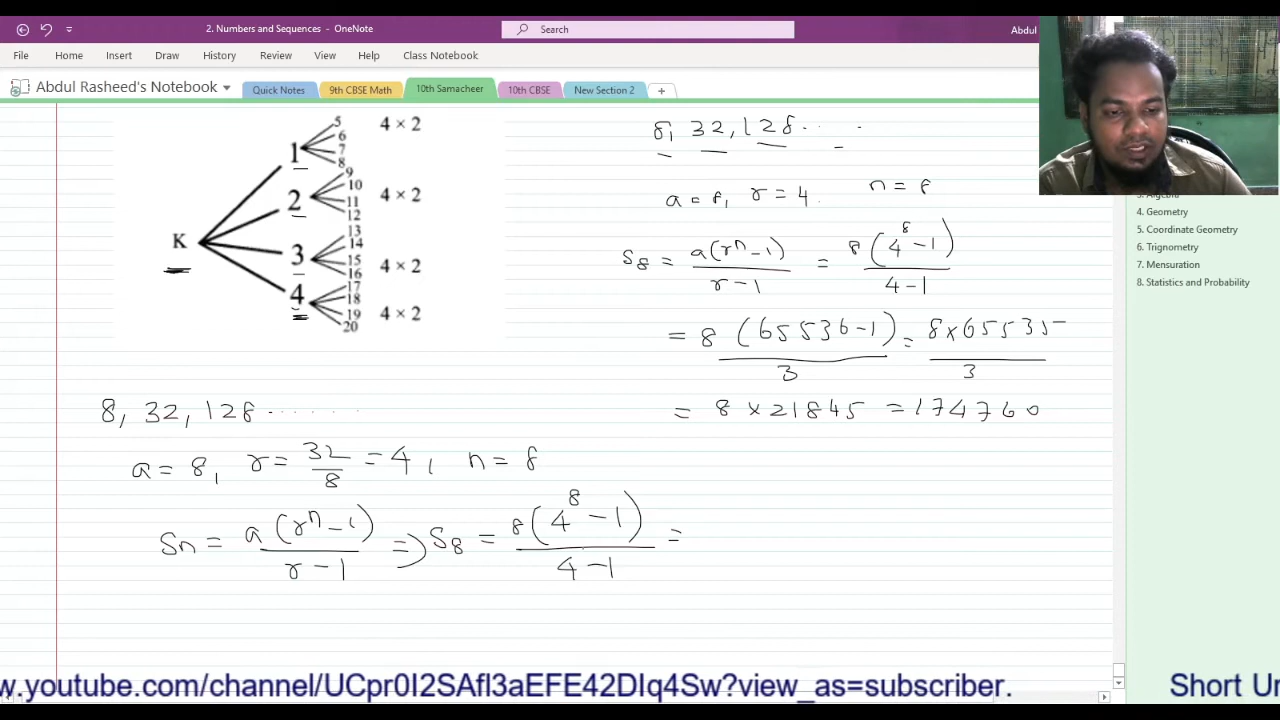 2. Numbers and Sequences - OneNote
Search
Abdul
File Home Insert Draw History Review View Help Class Notebook
Abdul Rasheed's Notebook
Quick Notes 9th CBSE Math 10th Samacheer 10th CBSE New Section 2 +
5 4 × 2
6
1 7
8
9 4 × 2
10
2 11
12
K
13
14
3 15 4 × 2
16
17
4 18 4 × 2
19
20
8, 32, 128 . . . .
a = 8, r = 4. n = 8
S8 = a(r^n - 1) / r - 1 = 8(4^8 - 1) / 4 - 1
= 8 (65536 - 1) / 3 = 8 × 65535 / 3
= 8 × 21845 = 174760
8, 32, 128 . . . . . . . .
a = 8, r = 32/8 = 4, n = 8
Sn = a(r^n - 1) / r - 1 => S8 = 8(4^8 - 1) / 4 - 1 =
4. Geometry
5. Coordinate Geometry
6. Trignometry
7. Mensuration
8. Statistics and Probability
w.youtube.com/channel/UCpr012SAfl3aEFE42DIq4Sw?view_as=subscriber.
Short Ur